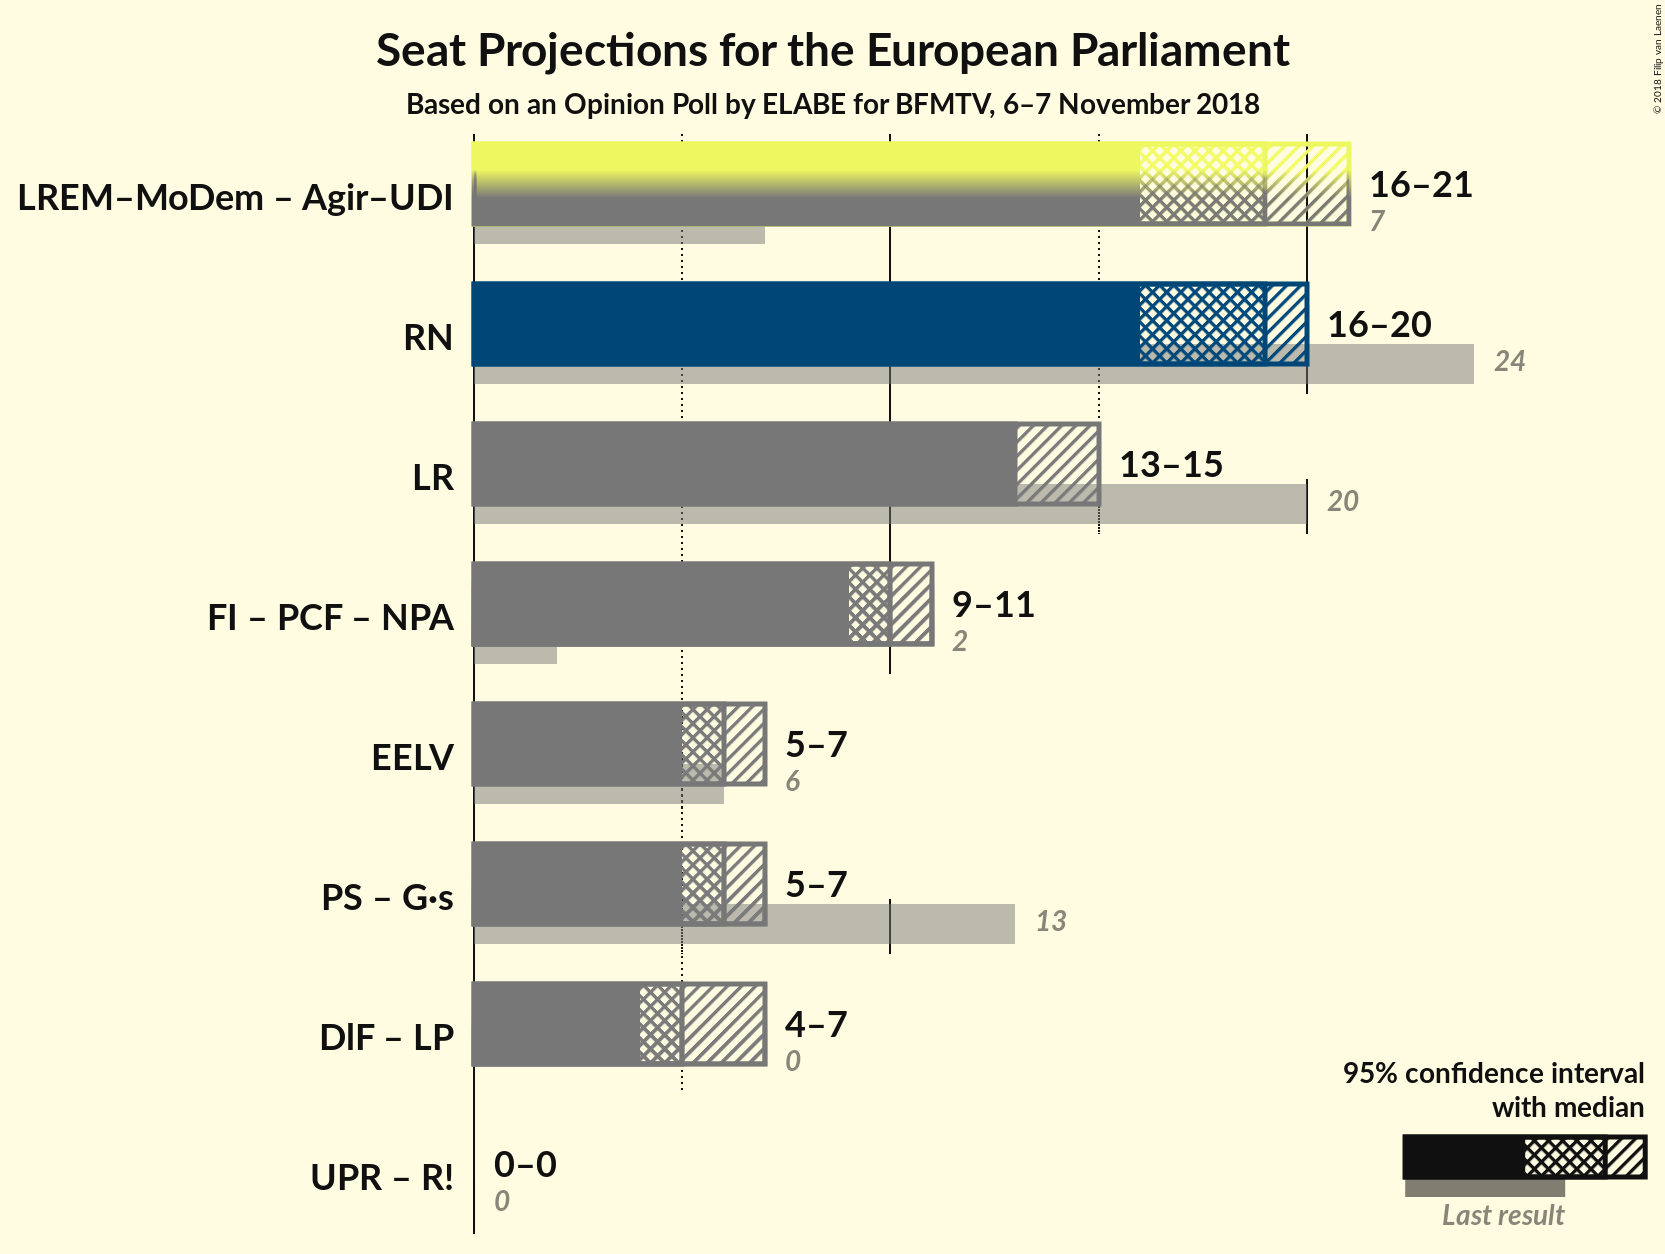 Seat Projections for the European Parliament
Based on an Opinion Poll by ELABE for BFMTV, 6–7 November 2018
© 2018 Filip van Laenen
LREM–MoDem – Agir–UDI
16–21
7
RN
16–20
24
LR
13–15
20
FI – PCF – NPA
9–11
2
EELV
5–7
6
PS – G·s
5–7
13
DlF – LP
4–7
0
UPR – R!
0–0
0
95% confidence interval
with median
Last result